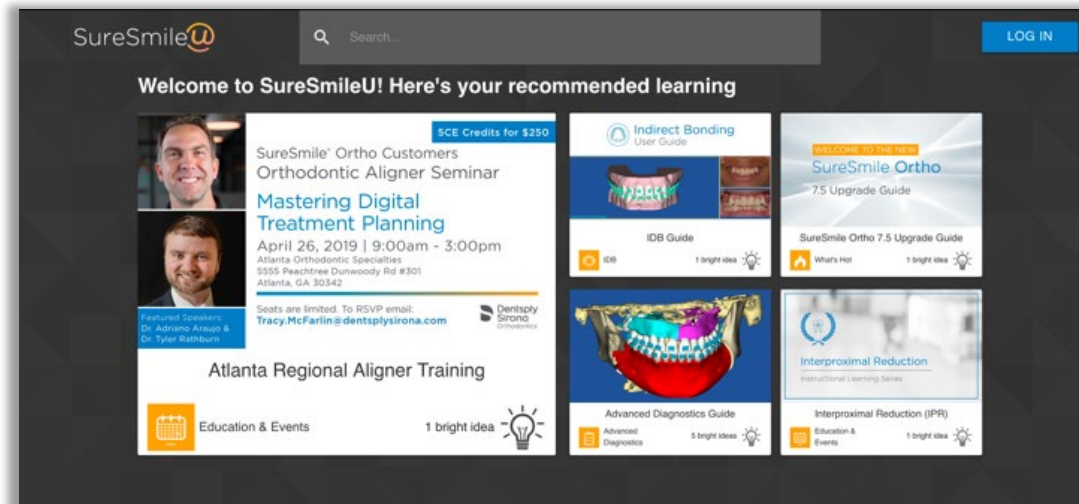 SureSmileU
Search...
LOG IN
Welcome to SureSmileU! Here's your recommended learning
5CE Credits for $250
SureSmile® Ortho Customers
Orthodontic Aligner Seminar
Mastering Digital
Treatment Planning
April 26, 2019 | 9:00am - 3:00pm
Atlanta Orthodontic Specialties
5555 Peachtree Dunwoody Rd #301
Atlanta, GA 30342
Seats are limited. To RSVP email:
Tracy.McFarlin@dentsplysirona.com
Dentsply
Sirona
Orthodontics
Featured Speakers:
Dr. Adriano Araujo &
Dr. Tyler Rathburn
Atlanta Regional Aligner Training
Education & Events
1 bright idea
Indirect Bonding
User Guide
IDB Guide
IDB
1 bright idea
WELCOME TO THE NEW
SureSmile Ortho
7.5 Upgrade Guide
SureSmile Ortho 7.5 Upgrade Guide
What's Hot
1 bright idea
Advanced Diagnostics Guide
Advanced
Diagnostics
5 bright ideas
Interproximal Reduction
Instructional Learning Series
Interproximal Reduction (IPR)
Education &
Events
1 bright idea